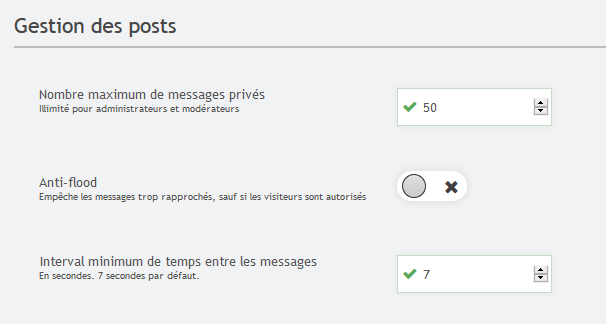 Gestion des posts
Nombre maximum de messages privés
Illimité pour administrateurs et modérateurs
50
Anti-flood
Empêche les messages trop rapprochés, sauf si les visiteurs sont autorisés
Interval minimum de temps entre les messages
En secondes. 7 secondes par défaut.
7